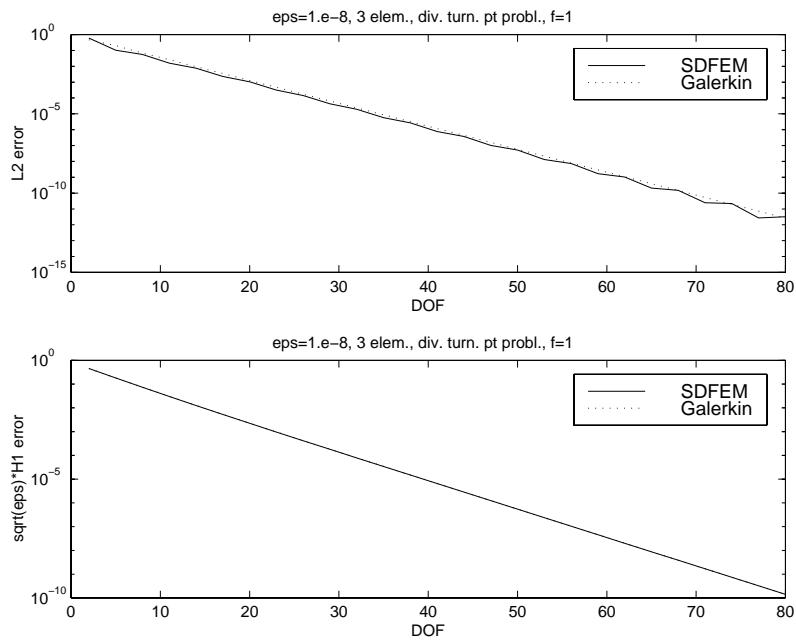 eps=1.e−8, 3 elem., div. turn. pt probl., f=1
10^0
10^−5
10^−10
10^−15
L2 error
SDFEM
Galerkin
0 10 20 30 40 50 60 70 80
DOF
eps=1.e−8, 3 elem., div. turn. pt probl., f=1
10^0
10^−5
10^−10
sqrt(eps)*H1 error
SDFEM
Galerkin
0 10 20 30 40 50 60 70 80
DOF